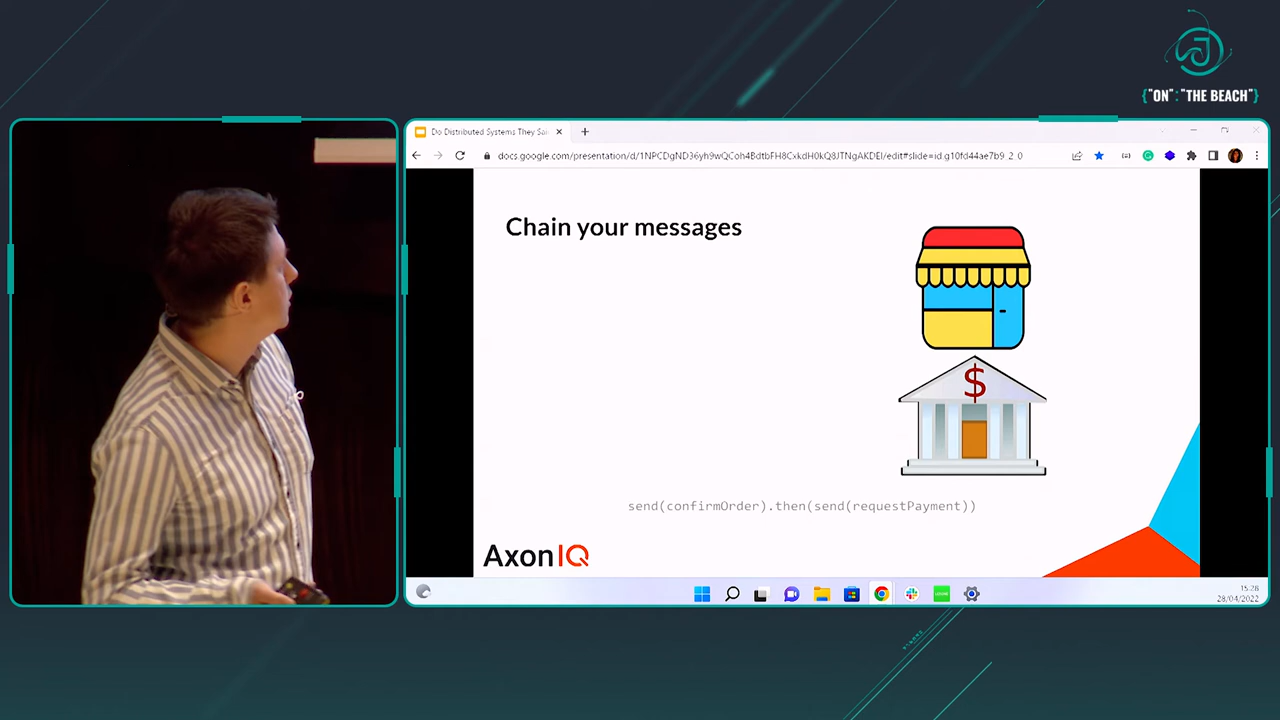 {"ON":"THE BEACH"}
Do Distributed Systems They Sai
docs.google.com/presentation/d/1NPCDgND36yh9wQCoh4BdtbFH8CxkdH0kQ8JTNgAKDEI/edit#slide=id.g10fd44ae7b9_2_0
Chain your messages
$
send(confirmOrder).then(send(requestPayment))
AxonIQ
15:28
28/04/2022